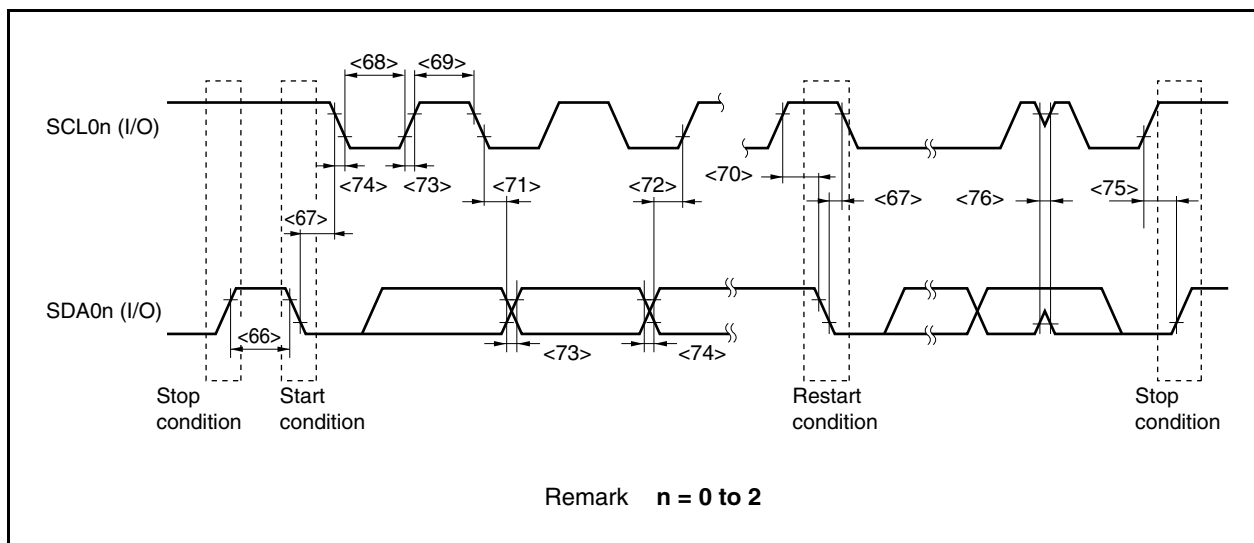 <68>
<69>
SCL0n (I/O)
<74>
<73>
<71>
<72>
<70>
<67>
<76>
<75>
<67>
SDA0n (I/O)
<66>
<73>
<74>
Stop
condition
Start
condition
Restart
condition
Stop
condition
Remark n = 0 to 2